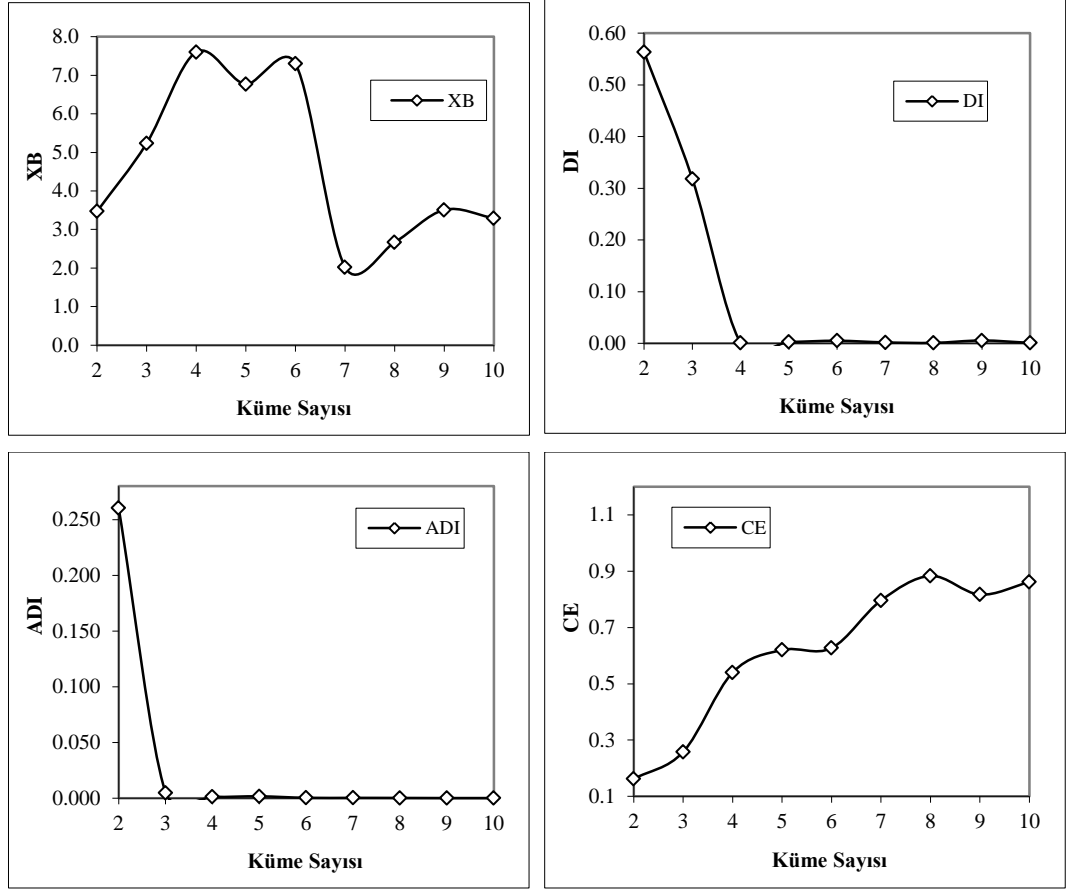 8.0
7.0
6.0
5.0
4.0
3.0
2.0
1.0
0.0
XB
XB
2 3 4 5 6 7 8 9 10
Küme Sayısı
0.60
0.50
0.40
0.30
0.20
0.10
0.00
DI
DI
2 3 4 5 6 7 8 9 10
Küme Sayısı
0.250
0.200
0.150
0.100
0.050
0.000
ADI
ADI
2 3 4 5 6 7 8 9 10
Küme Sayısı
1.1
0.9
0.7
0.5
0.3
0.1
CE
CE
2 3 4 5 6 7 8 9 10
Küme Sayısı